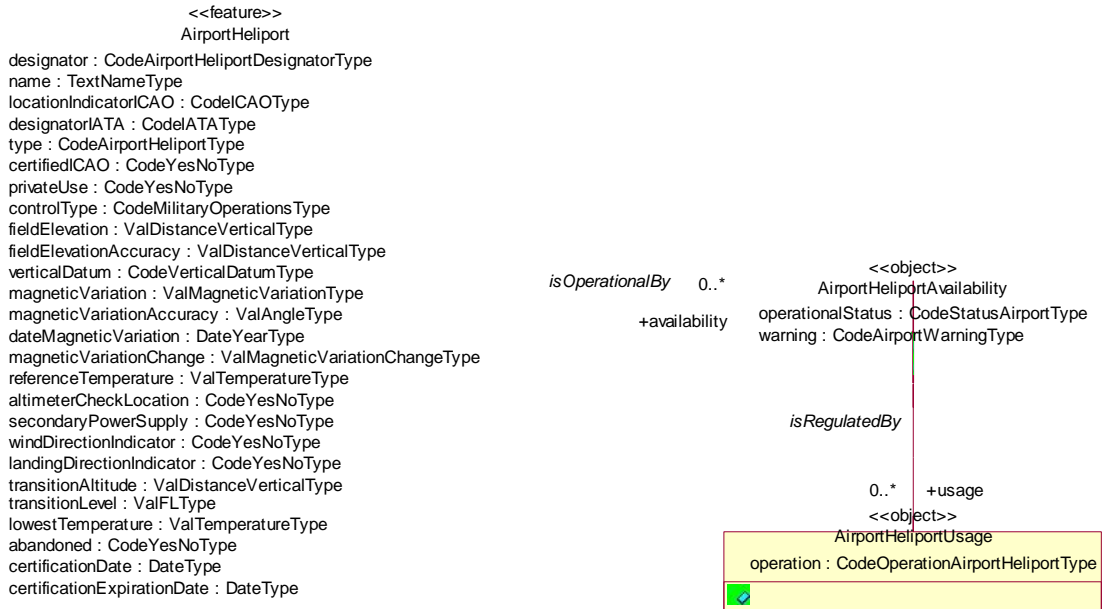 <<feature>>
AirportHeliport
designator : CodeAirportHeliportDesignatorType
name : TextNameType
locationIndicatorICAO : CodeICAOType
designatorIATA : CodeIATAType
type : CodeAirportHeliportType
certifiedICAO : CodeYesNoType
privateUse : CodeYesNoType
controlType : CodeMilitaryOperationsType
fieldElevation : ValDistanceVerticalType
fieldElevationAccuracy : ValDistanceVerticalType
verticalDatum : CodeVerticalDatumType
magneticVariation : ValMagneticVariationType
magneticVariationAccuracy : ValAngleType
dateMagneticVariation : DateYearType
magneticVariationChange : ValMagneticVariationChangeType
referenceTemperature : ValTemperatureType
altimeterCheckLocation : CodeYesNoType
secondaryPowerSupply : CodeYesNoType
windDirectionIndicator : CodeYesNoType
landingDirectionIndicator : CodeYesNoType
transitionAltitude : ValDistanceVerticalType
transitionLevel : ValFLType
lowestTemperature : ValTemperatureType
abandoned : CodeYesNoType
certificationDate : DateType
certificationExpirationDate : DateType
isOperationalBy 0..*
+availability
<<object>>
AirportHeliportAvailability
operationalStatus : CodeStatusAirportType
warning : CodeAirportWarningType
isRegulatedBy
0..* +usage
<<object>>
AirportHeliportUsage
operation : CodeOperationAirportHeliportType